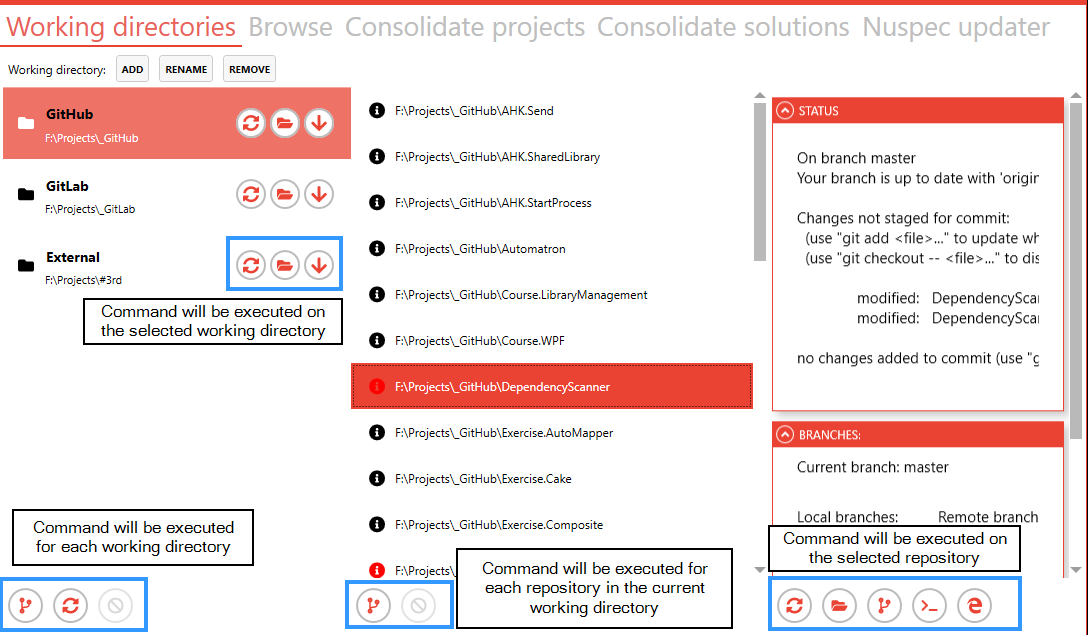 Working directories Browse Consolidate projects Consolidate solutions Nuspec updater
Working directory: ADD RENAME REMOVE
GitHub
F:\Projects\_GitHub
GitLab
F:\Projects\_GitLab
External
F:\Projects\#3rd
Command will be executed on
the selected working directory
Command will be executed
for each working directory
F:\Projects\_GitHub\AHK.Send
F:\Projects\_GitHub\AHK.SharedLibrary
F:\Projects\_GitHub\AHK.StartProcess
F:\Projects\_GitHub\Automatron
F:\Projects\_GitHub\Course.LibraryManagement
F:\Projects\_GitHub\Course.WPF
F:\Projects\_GitHub\DependencyScanner
F:\Projects\_GitHub\Exercise.AutoMapper
F:\Projects\_GitHub\Exercise.Cake
F:\Projects\_GitHub\Exercise.Composite
F:\Projects\_GitHub\
Command will be executed for
each repository in the current
working directory
STATUS
On branch master
Your branch is up to date with 'origin
Changes not staged for commit:
(use "git add <file>..." to update wh
(use "git checkout -- <file>..." to dis
modified: DependencyScan
modified: DependencyScan
no changes added to commit (use "g
BRANCHES:
Current branch: master
Local branches: Remote branch
Command will be executed on
the selected repository